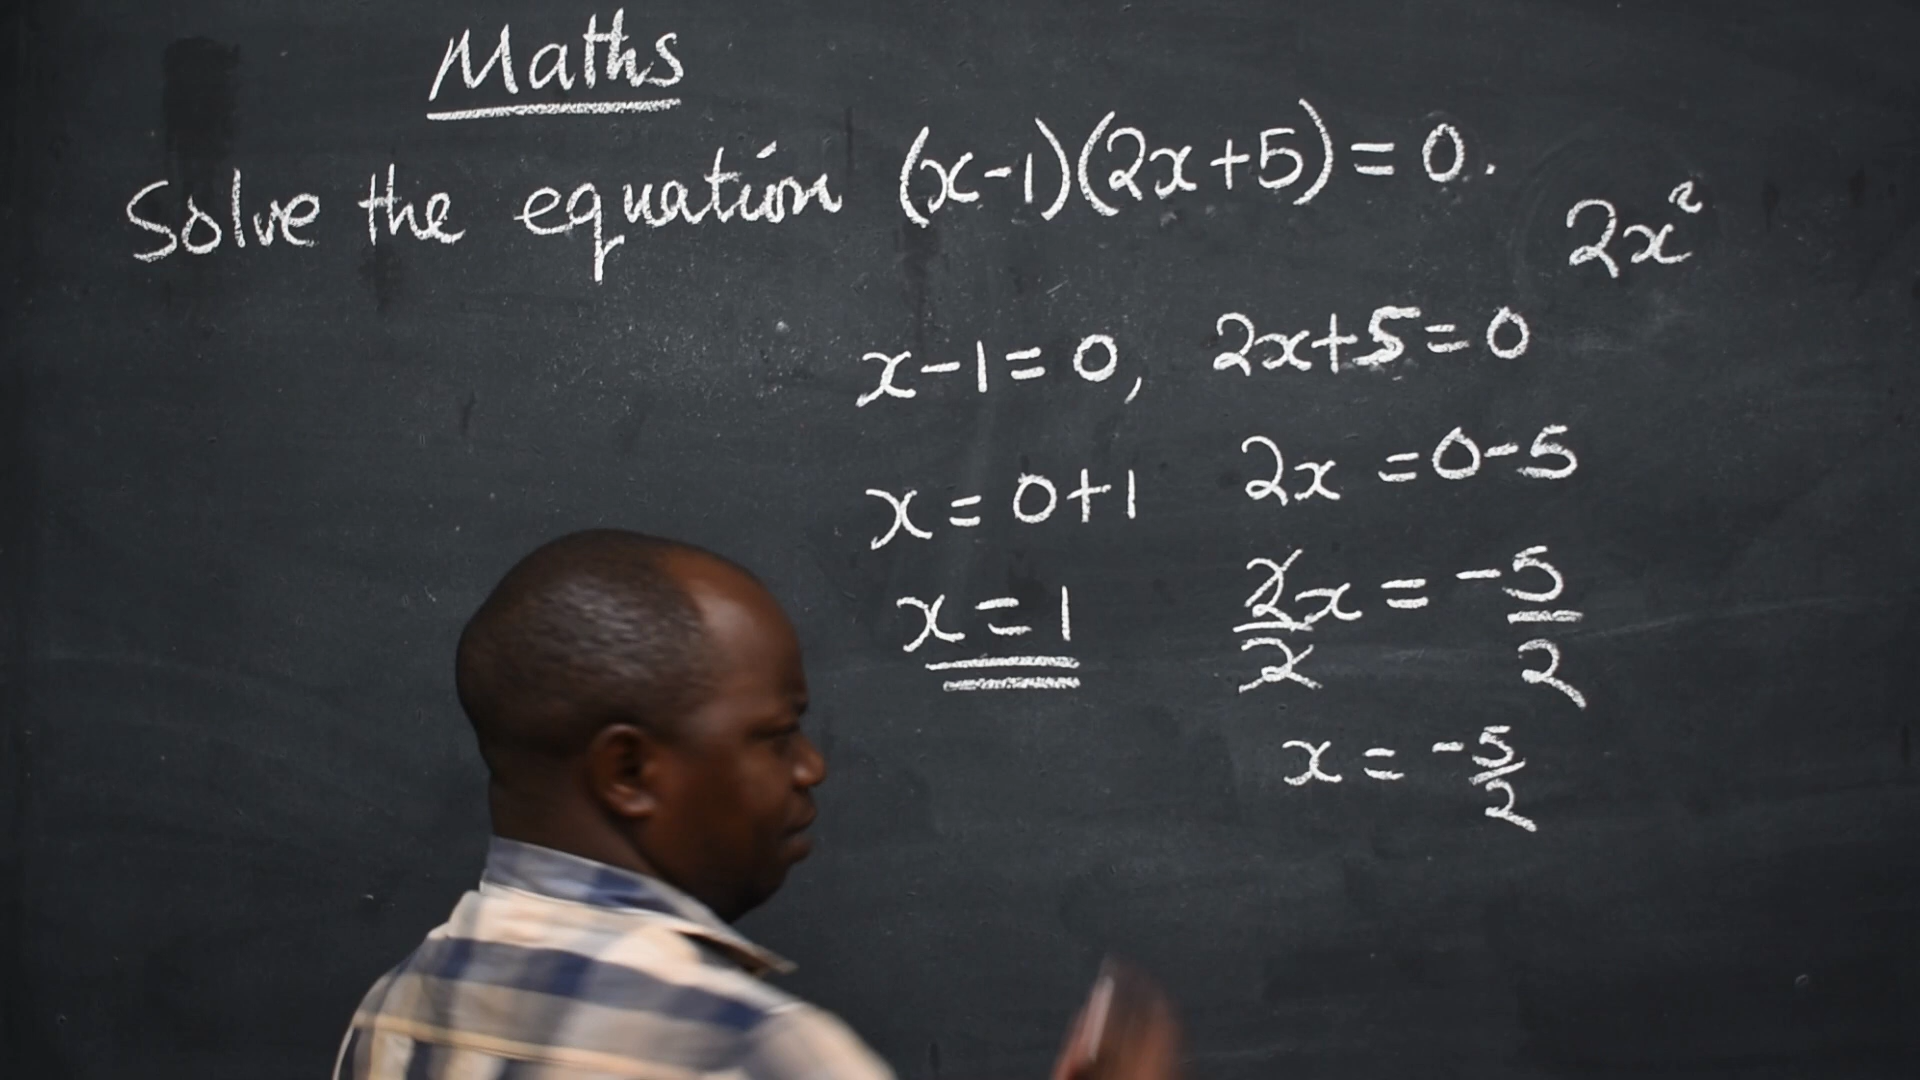 Maths
Solve the equation (x-1)(2x+5)=0.
2x²
x-1=0, 2x+5=0
x=0+1 2x=0-5
x=1 2x/2=-5/2
x=-5/2